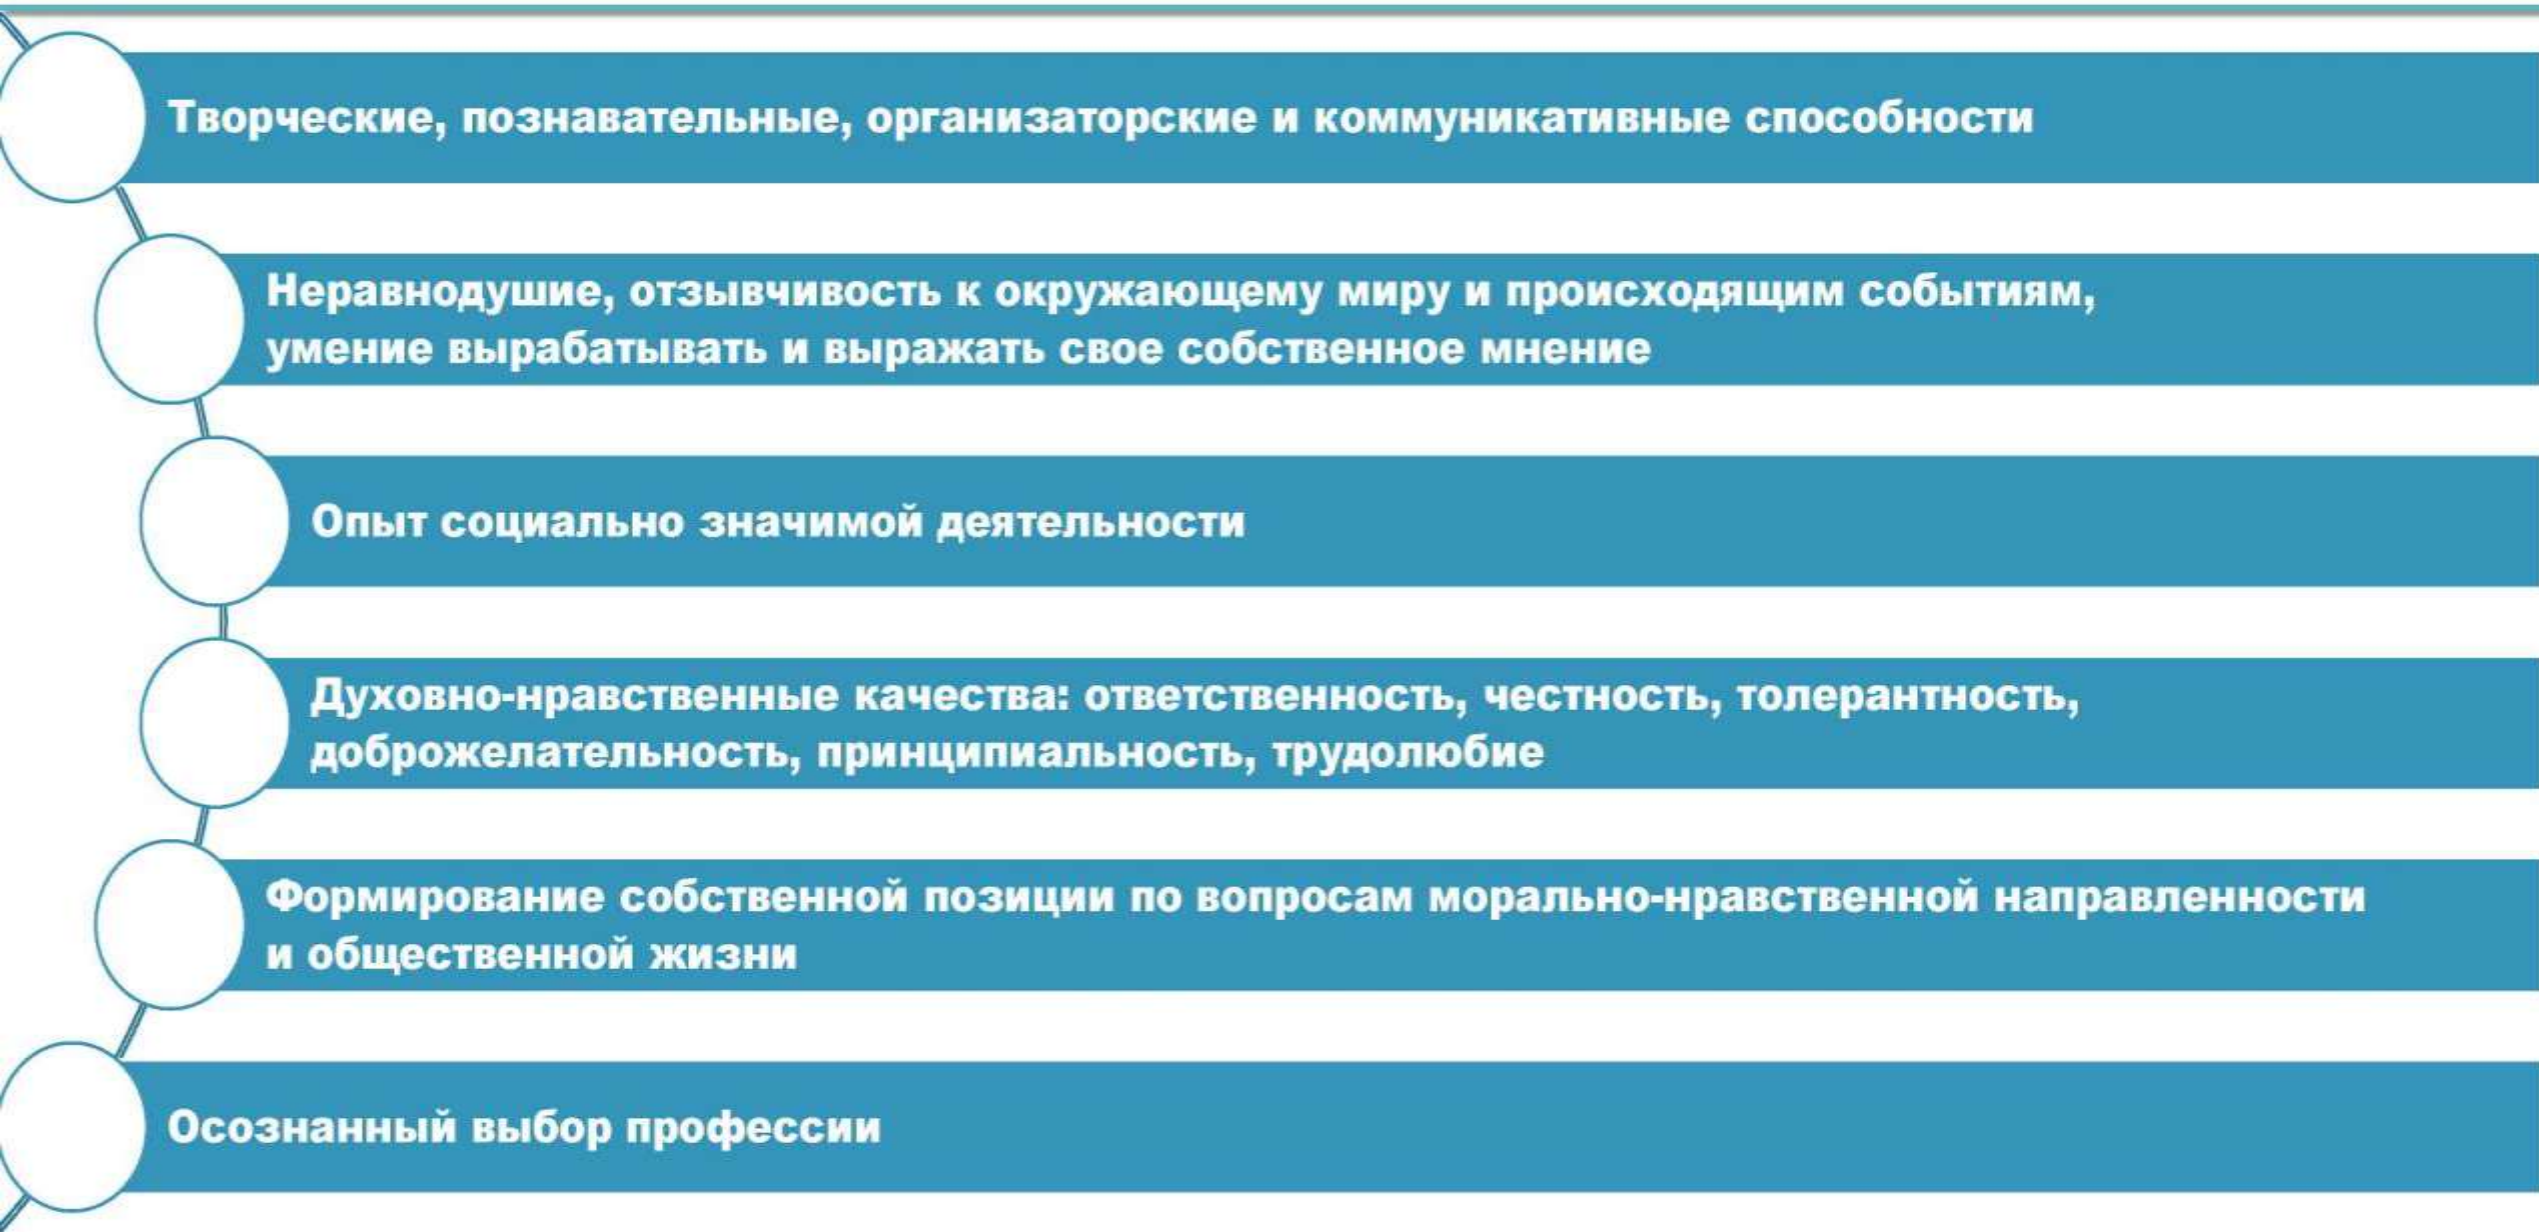 Творческие, познавательные, организаторские и коммуникативные способности
Неравнодушие, отзывчивость к окружающему миру и происходящим событиям,
умение вырабатывать и выражать свое собственное мнение
Опыт социально значимой деятельности
Духовно-нравственные качества: ответственность, честность, толерантность,
доброжелательность, принципиальность, трудолюбие
Формирование собственной позиции по вопросам морально-нравственной направленности
и общественной жизни
Осознанный выбор профессии